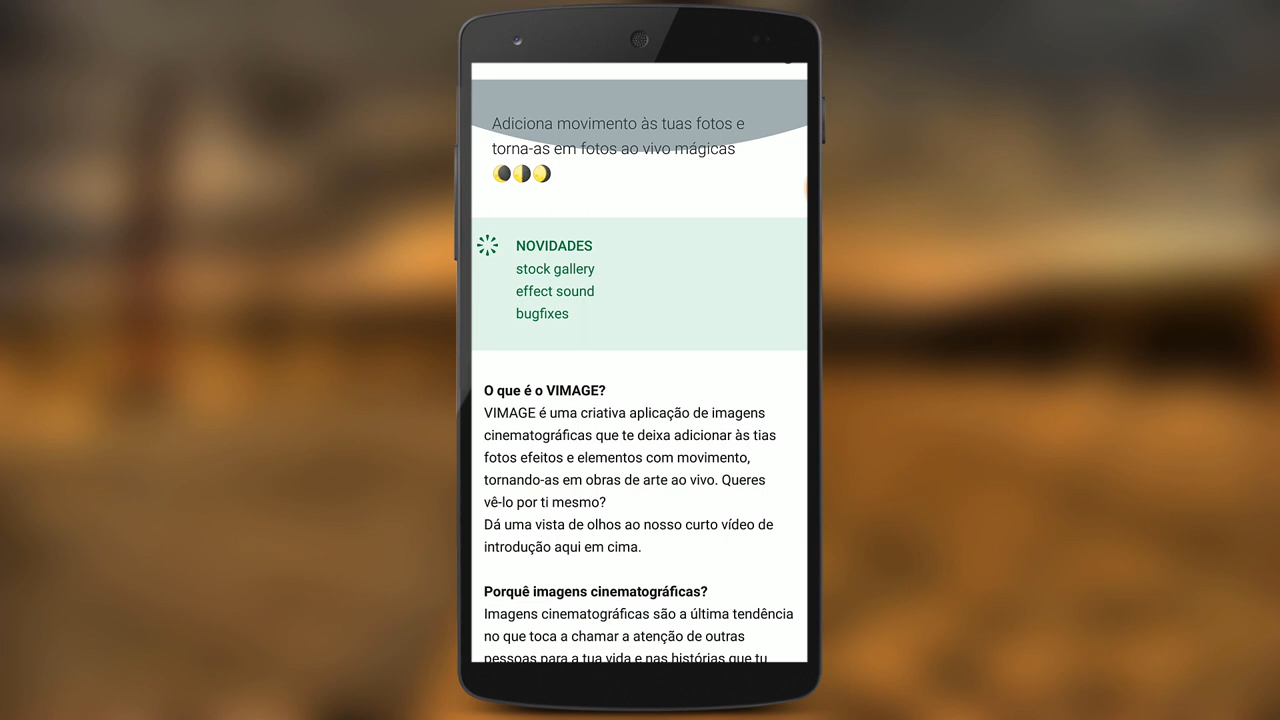 Adiciona movimento às tuas fotos e
torna-as em fotos ao vivo mágicas
🌘🌗🌖
NOVIDADES
stock gallery
effect sound
bugfixes
O que é o VIMAGE?
VIMAGE é uma criativa aplicação de imagens
cinematográficas que te deixa adicionar às tias
fotos efeitos e elementos com movimento,
tornando-as em obras de arte ao vivo. Queres
vê-lo por ti mesmo?
Dá uma vista de olhos ao nosso curto vídeo de
introdução aqui em cima.
Porquê imagens cinematográficas?
Imagens cinematográficas são a última tendência
no que toca a chamar a atenção de outras
pessoas para a tua vida e nas histórias que tu